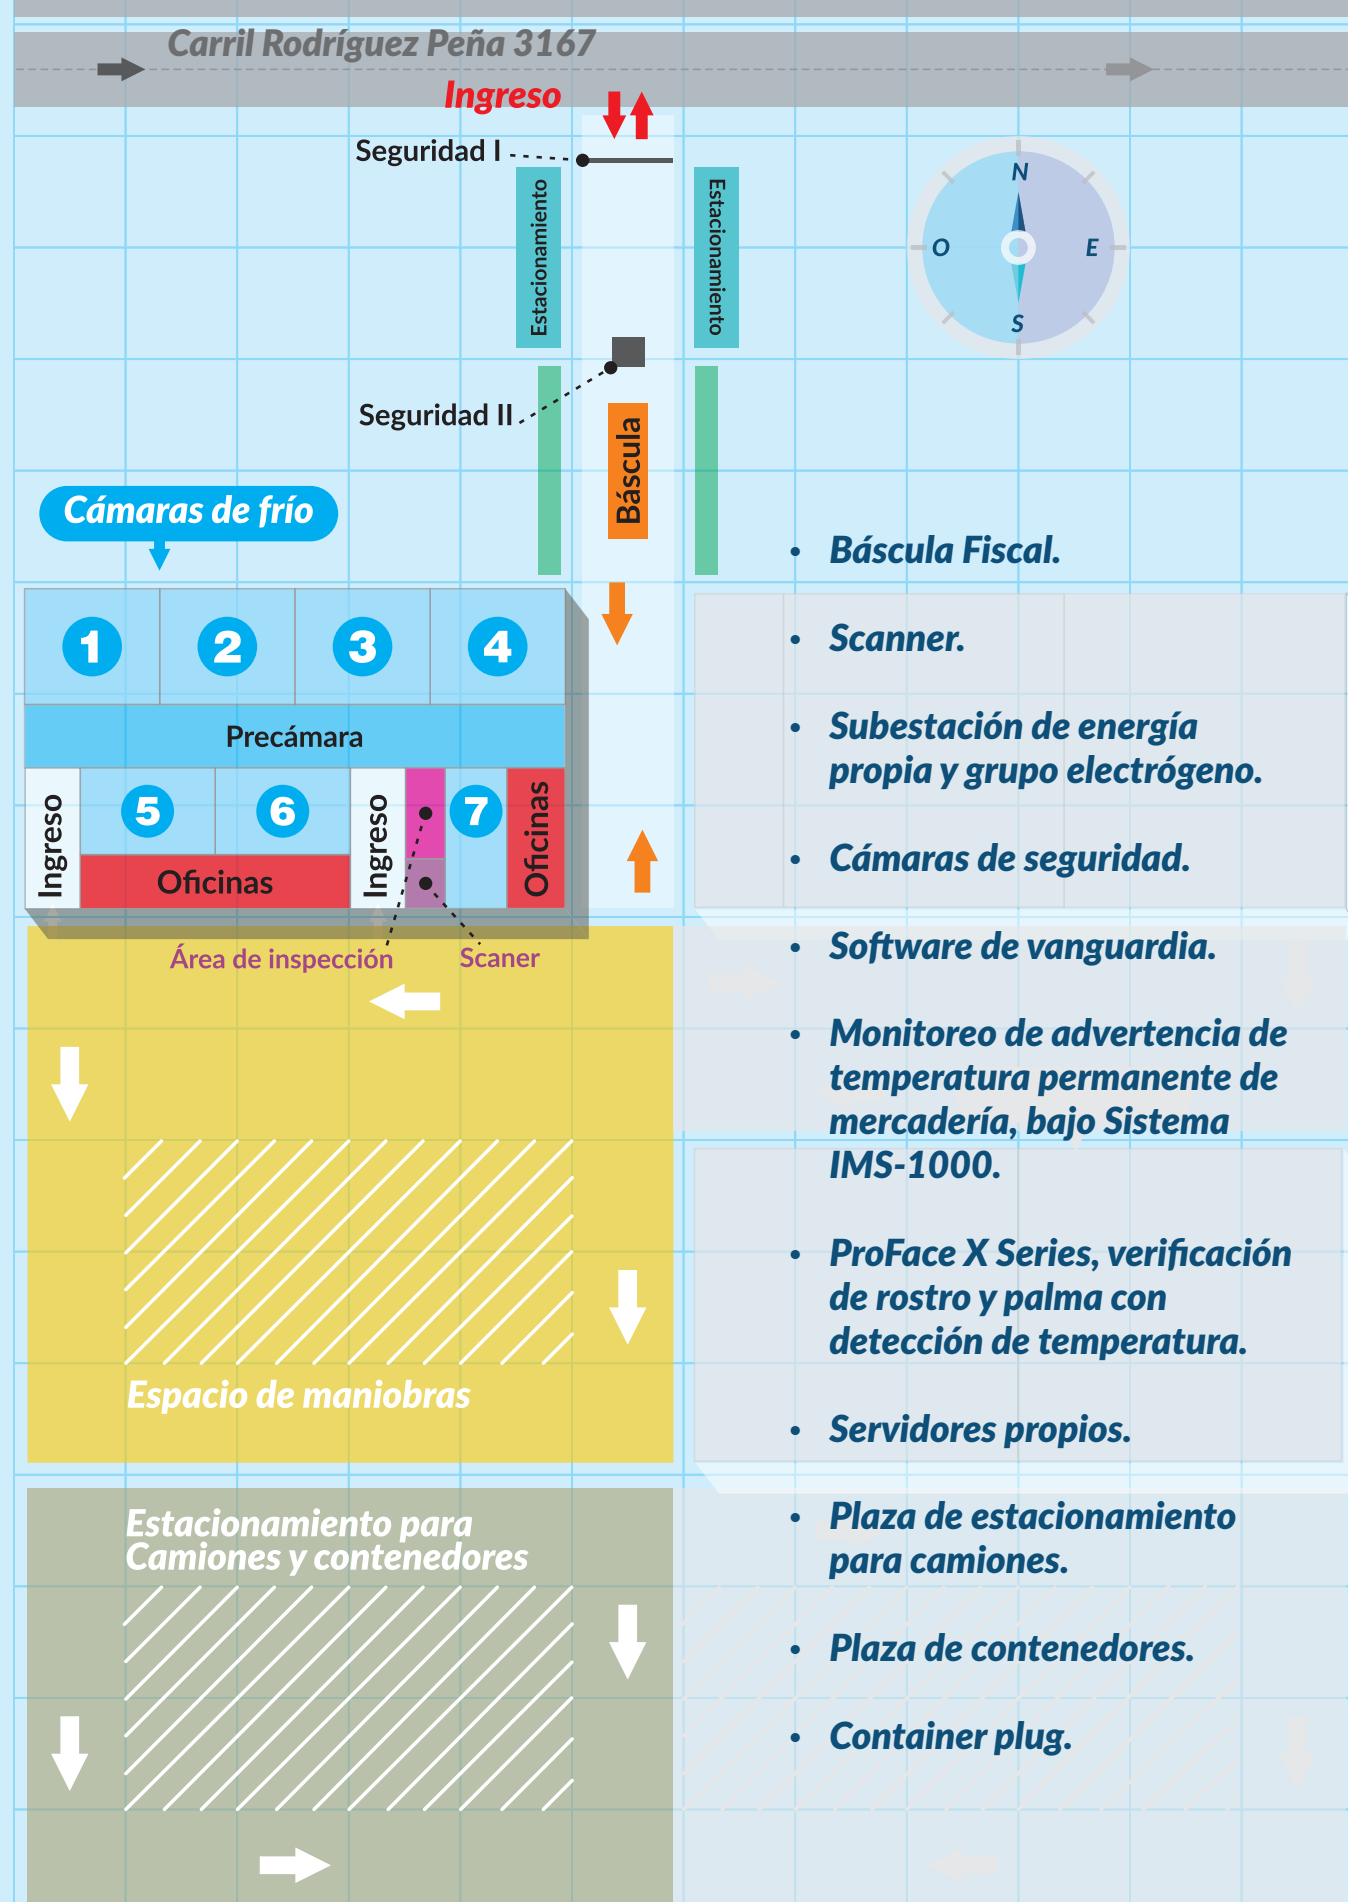 Carril Rodríguez Peña 3167
Ingreso
Seguridad I
Estacionamiento
Estacionamiento
N
O
E
S
Seguridad II
Báscula
Cámaras de frío
1
2
3
4
Precámara
Ingreso
5
6
Ingreso
7
Oficinas
Oficinas
Área de inspección
Scaner
Espacio de maniobras
Estacionamiento para
Camiones y contenedores
• Báscula Fiscal.
• Scanner.
• Subestación de energía
propia y grupo electrógeno.
• Cámaras de seguridad.
• Software de vanguardia.
• Monitoreo de advertencia de
temperatura permanente de
mercadería, bajo Sistema
IMS-1000.
• ProFace X Series, verificación
de rostro y palma con
detección de temperatura.
• Servidores propios.
• Plaza de estacionamiento
para camiones.
• Plaza de contenedores.
• Container plug.